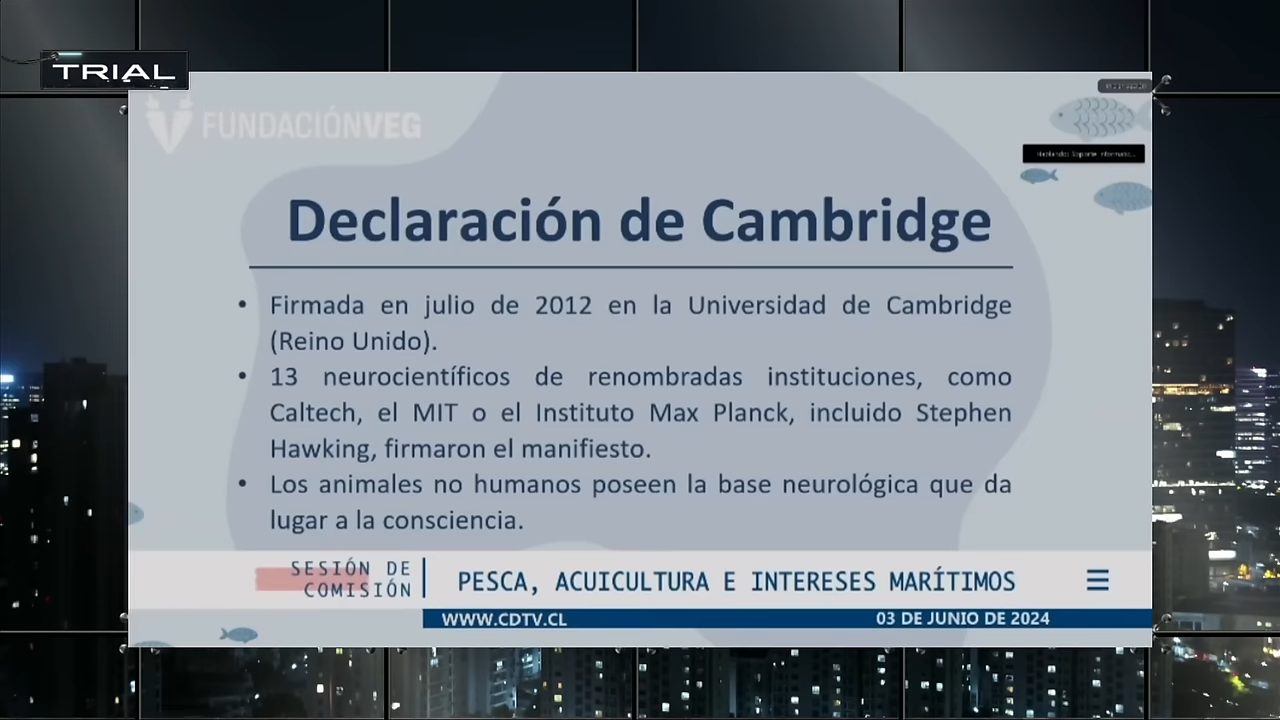 TRIAL
FUNDACIÓNVEG
Declaración de Cambridge
• Firmada en julio de 2012 en la Universidad de Cambridge
(Reino Unido).
• 13 neurocientíficos de renombradas instituciones, como
Caltech, el MIT o el Instituto Max Planck, incluido Stephen
Hawking, firmaron el manifiesto.
• Los animales no humanos poseen la base neurológica que da
lugar a la consciencia.
SESIÓN DE
COMISIÓN
PESCA, ACUICULTURA E INTERESES MARÍTIMOS
WWW.CDTV.CL
03 DE JUNIO DE 2024